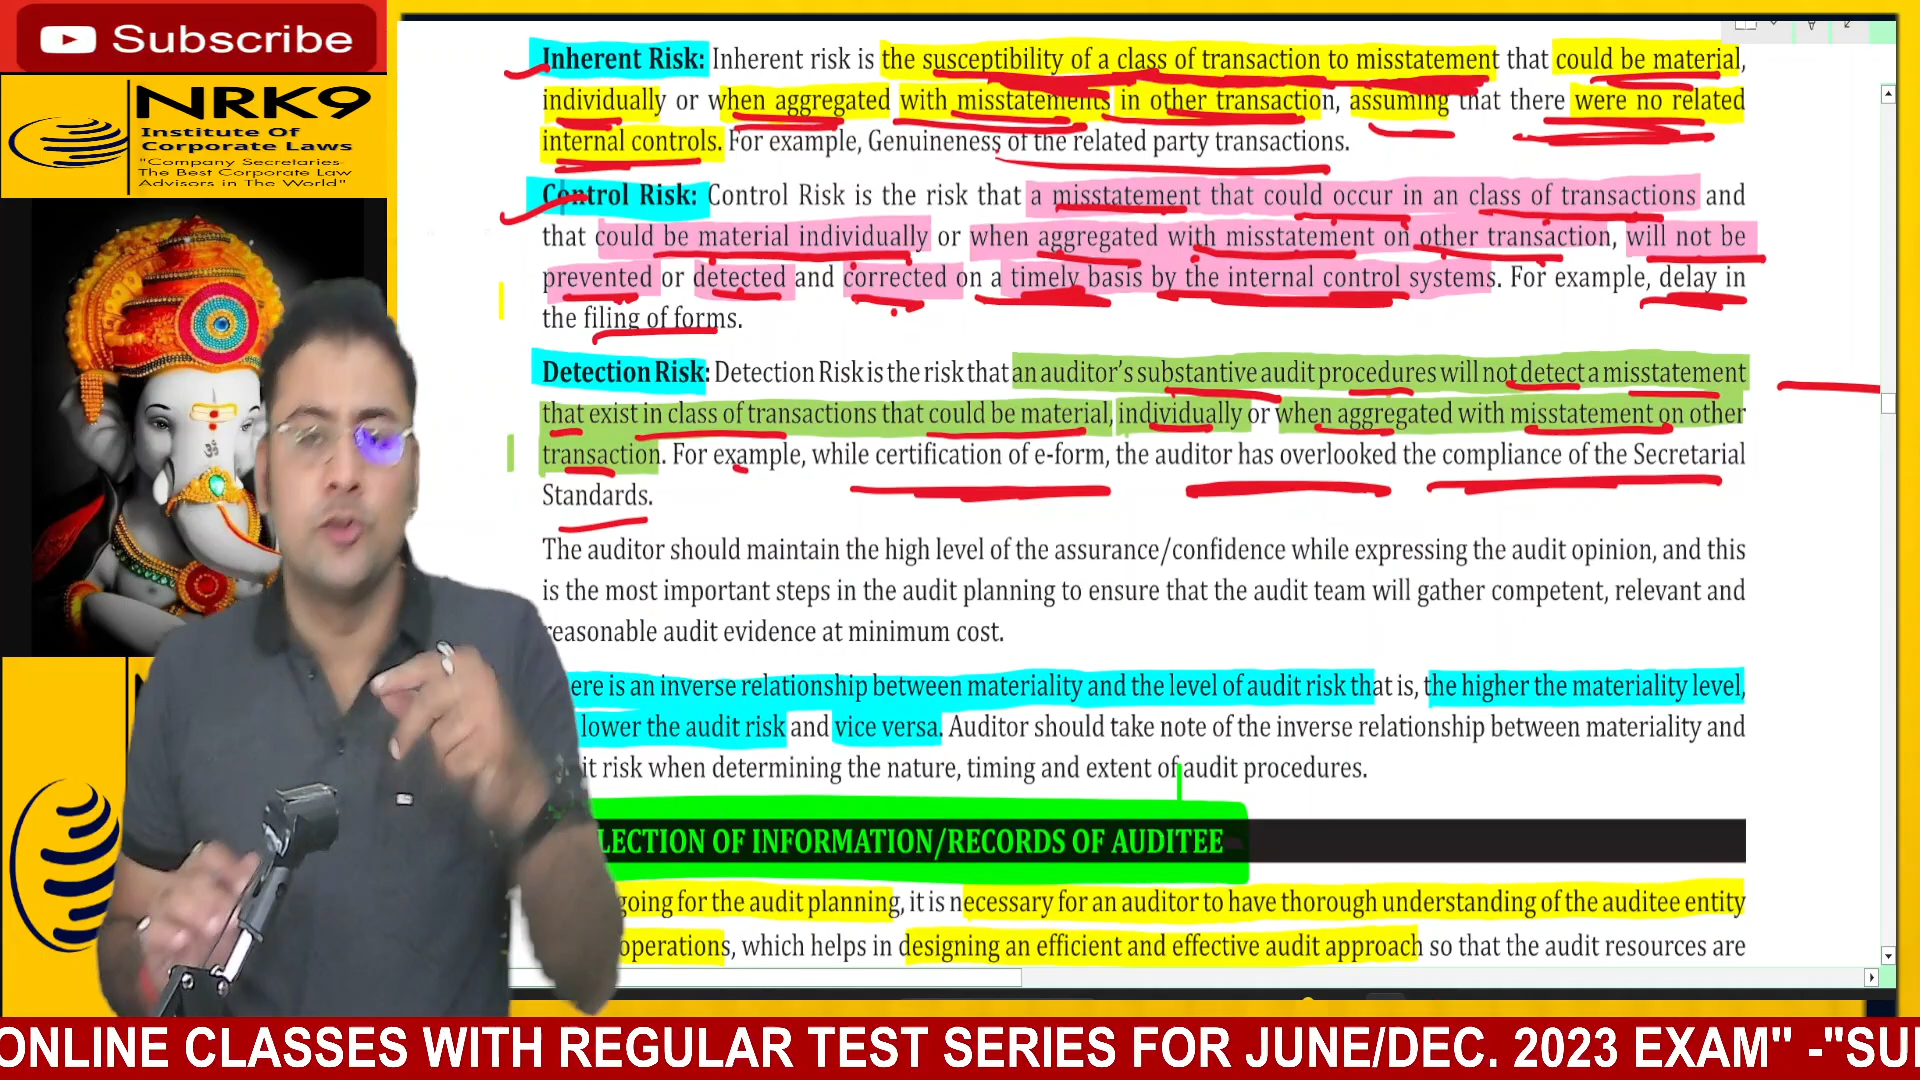 Subscribe
NRK9
Institute Of
Corporate Laws
"Company Secretaries-
The Best Corporate Law
Advisors in The World"
Inherent Risk: Inherent risk is the susceptibility of a class of transaction to misstatement that could be material,
individually or when aggregated with misstatements in other transaction, assuming that there were no related
internal controls. For example, Genuineness of the related party transactions.
Control Risk: Control Risk is the risk that a misstatement that could occur in an class of transactions and
that could be material individually or when aggregated with misstatement on other transaction, will not be
prevented or detected and corrected on a timely basis by the internal control systems. For example, delay in
the filing of forms.
Detection Risk: Detection Risk is the risk that an auditor's substantive audit procedures will not detect a misstatement
that exist in class of transactions that could be material, individually or when aggregated with misstatement on other
transaction. For example, while certification of e-form, the auditor has overlooked the compliance of the Secretarial
Standards.
The auditor should maintain the high level of the assurance/confidence while expressing the audit opinion, and this
is the most important steps in the audit planning to ensure that the audit team will gather competent, relevant and
reasonable audit evidence at minimum cost.
ere is an inverse relationship between materiality and the level of audit risk that is, the higher the materiality level,
lower the audit risk and vice versa. Auditor should take note of the inverse relationship between materiality and
it risk when determining the nature, timing and extent of audit procedures.
LECTION OF INFORMATION/RECORDS OF AUDITEE
going for the audit planning, it is necessary for an auditor to have thorough understanding of the auditee entity
operations, which helps in designing an efficient and effective audit approach so that the audit resources are
ONLINE CLASSES WITH REGULAR TEST SERIES FOR JUNE/DEC. 2023 EXAM" -"SU